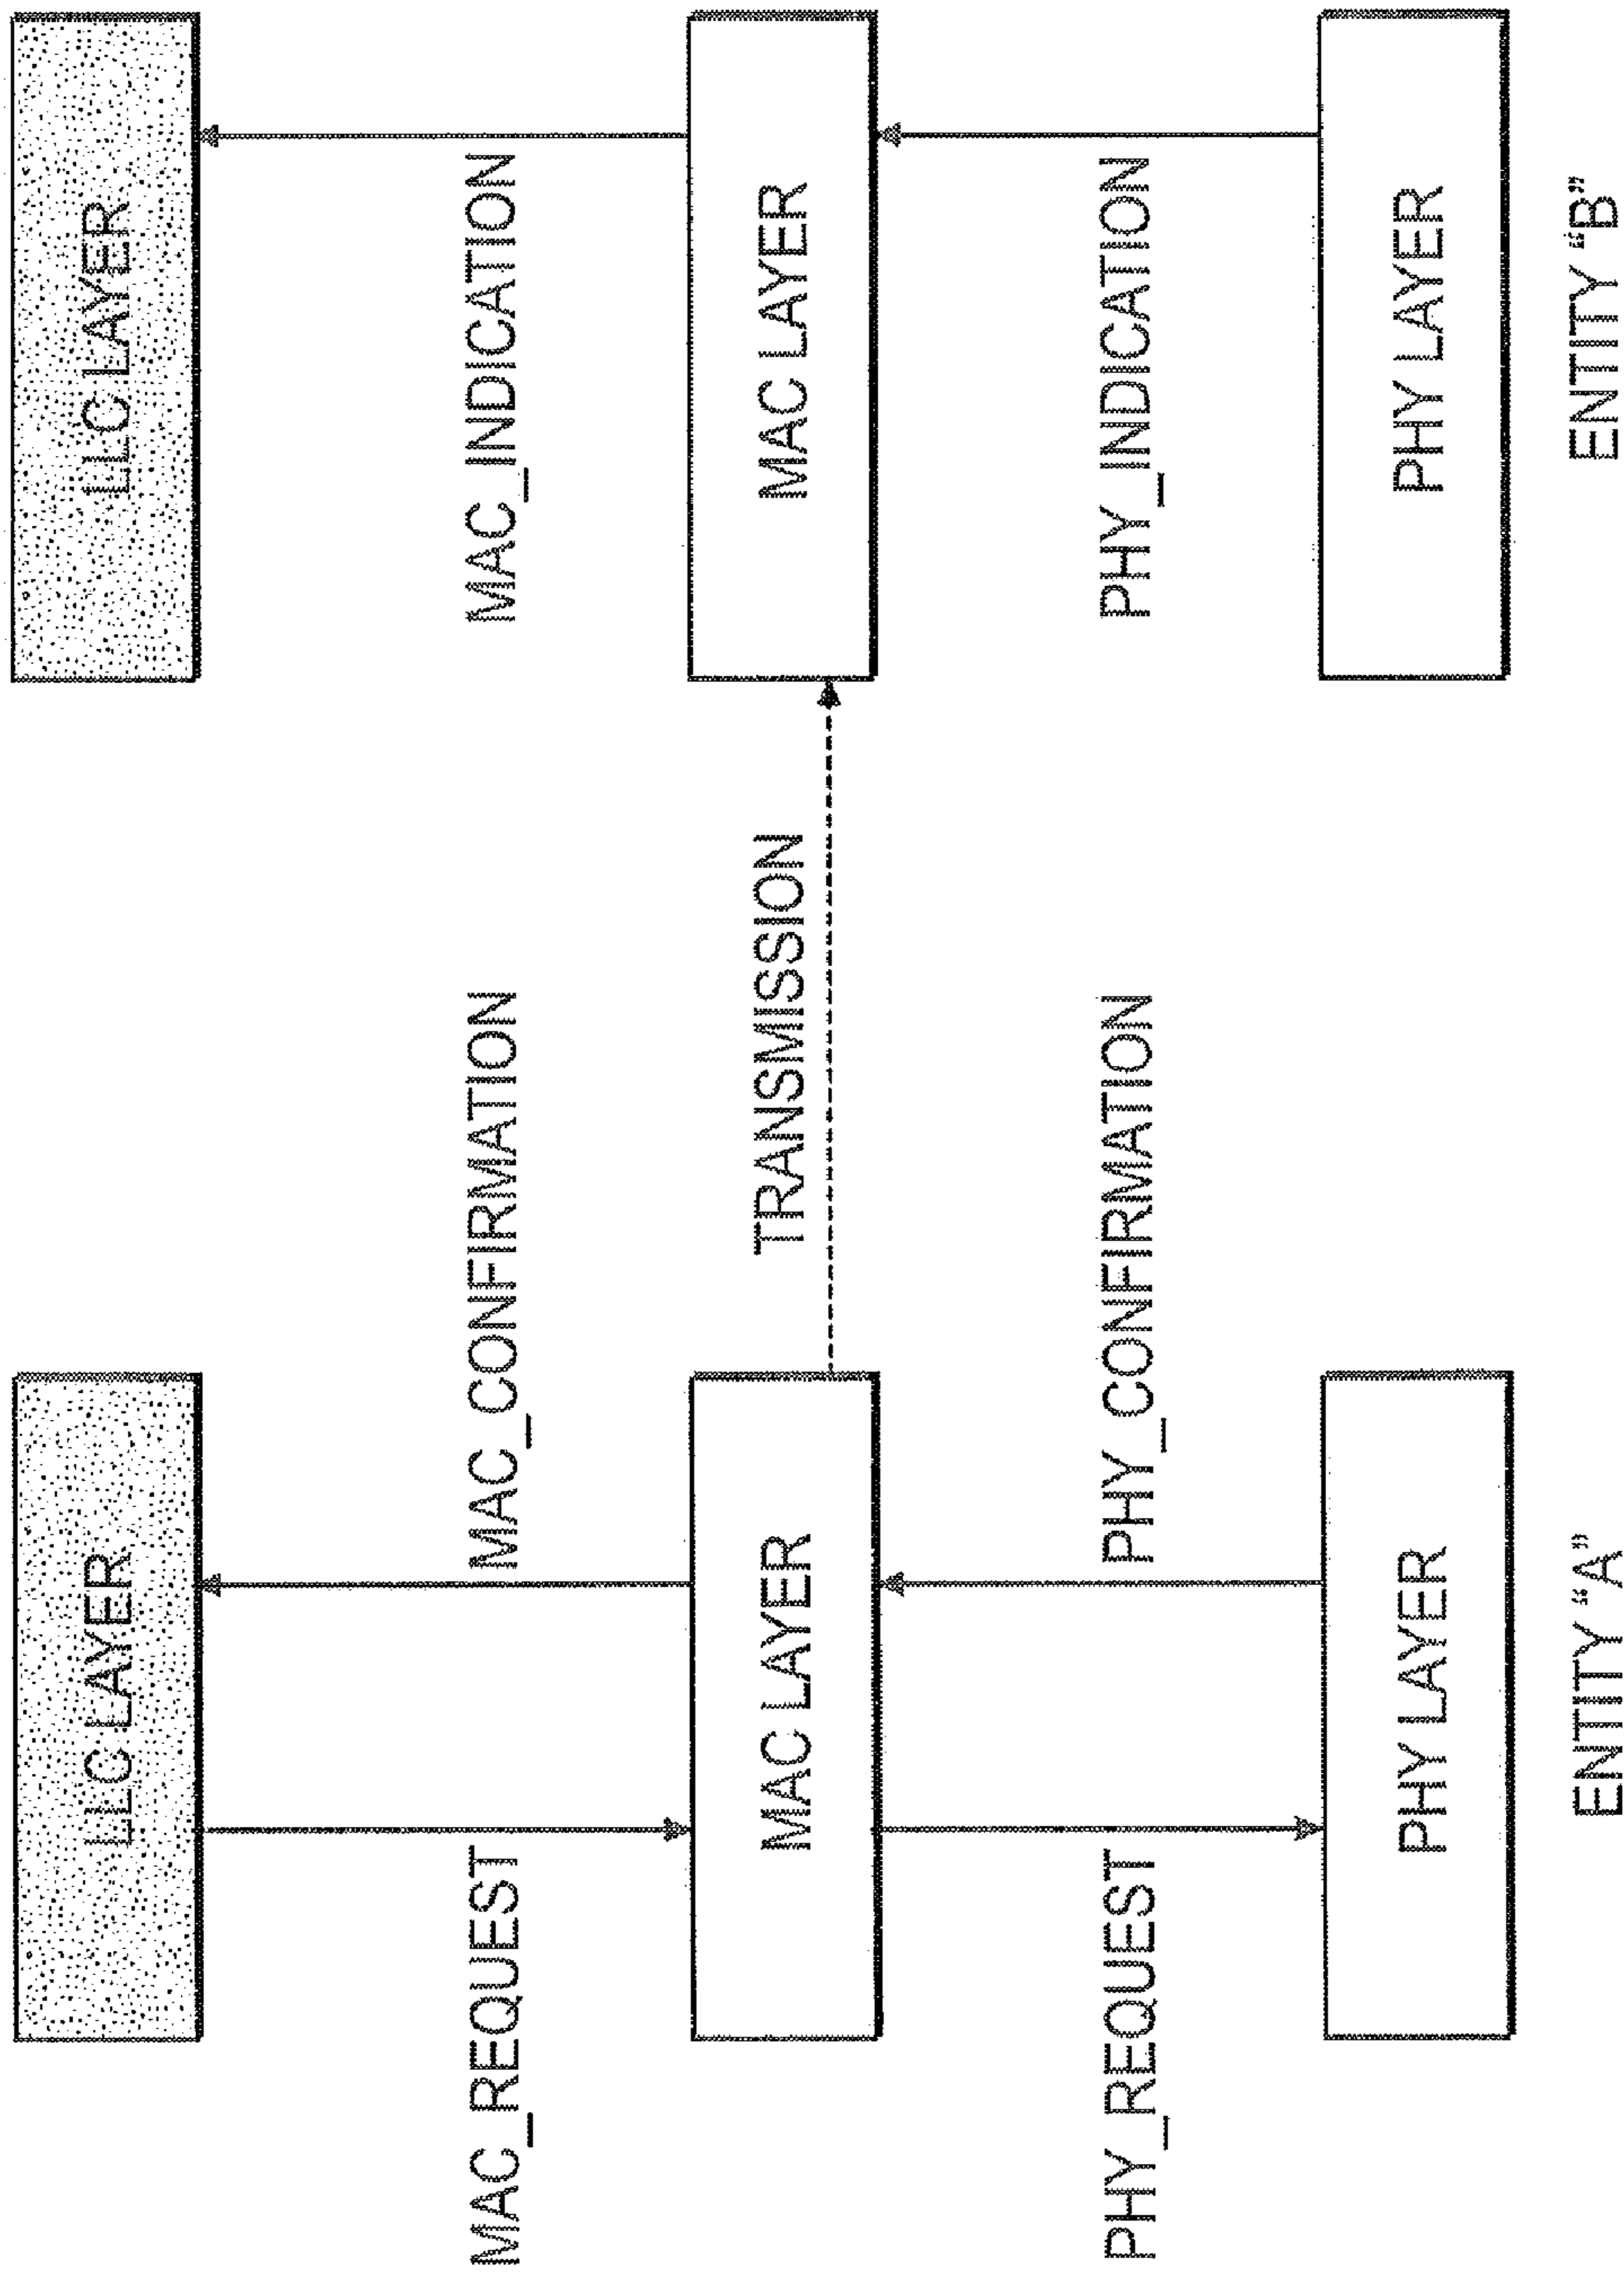 LLC LAYER
LLC LAYER
MAC_REQUEST
MAC_CONFIRMATION
MAC_INDICATION
MAC LAYER
TRANSMISSION
MAC LAYER
PHY_REQUEST
PHY_CONFIRMATION
PHY_INDICATION
PHY LAYER
PHY LAYER
ENTITY “A”
ENTITY “B”